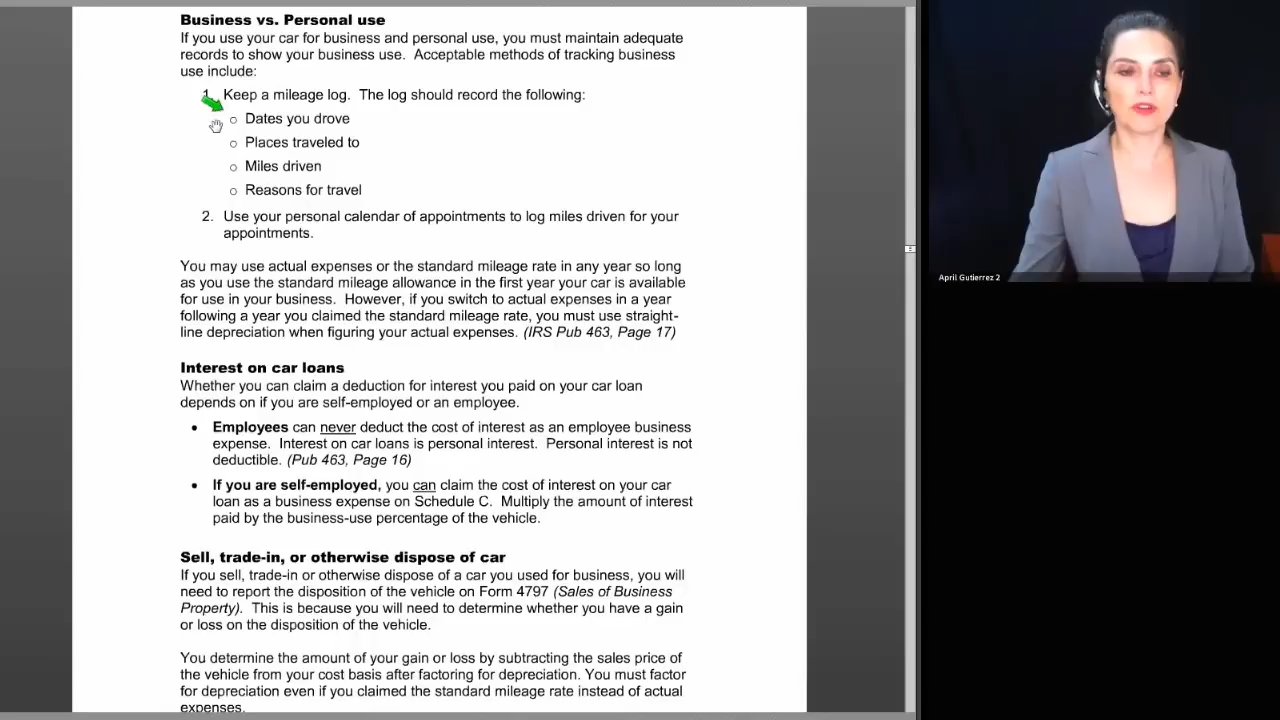 Business vs. Personal use
If you use your car for business and personal use, you must maintain adequate
records to show your business use.  Acceptable methods of tracking business
use include:
1. Keep a mileage log.  The log should record the following:
o Dates you drove
o Places traveled to
o Miles driven
o Reasons for travel
2. Use your personal calendar of appointments to log miles driven for your
appointments.
You may use actual expenses or the standard mileage rate in any year so long
as you use the standard mileage allowance in the first year your car is available
for use in your business.  However, if you switch to actual expenses in a year
following a year you claimed the standard mileage rate, you must use straight-
line depreciation when figuring your actual expenses. (IRS Pub 463, Page 17)
Interest on car loans
Whether you can claim a deduction for interest you paid on your car loan
depends on if you are self-employed or an employee.
• Employees can never deduct the cost of interest as an employee business
expense.  Interest on car loans is personal interest.  Personal interest is not
deductible. (Pub 463, Page 16)
• If you are self-employed, you can claim the cost of interest on your car
loan as a business expense on Schedule C.  Multiply the amount of interest
paid by the business-use percentage of the vehicle.
Sell, trade-in, or otherwise dispose of car
If you sell, trade-in or otherwise dispose of a car you used for business, you will
need to report the disposition of the vehicle on Form 4797 (Sales of Business
Property).  This is because you will need to determine whether you have a gain
or loss on the disposition of the vehicle.
You determine the amount of your gain or loss by subtracting the sales price of
the vehicle from your cost basis after factoring for depreciation. You must factor
for depreciation even if you claimed the standard mileage rate instead of actual
expenses.
April Gutierrez 2